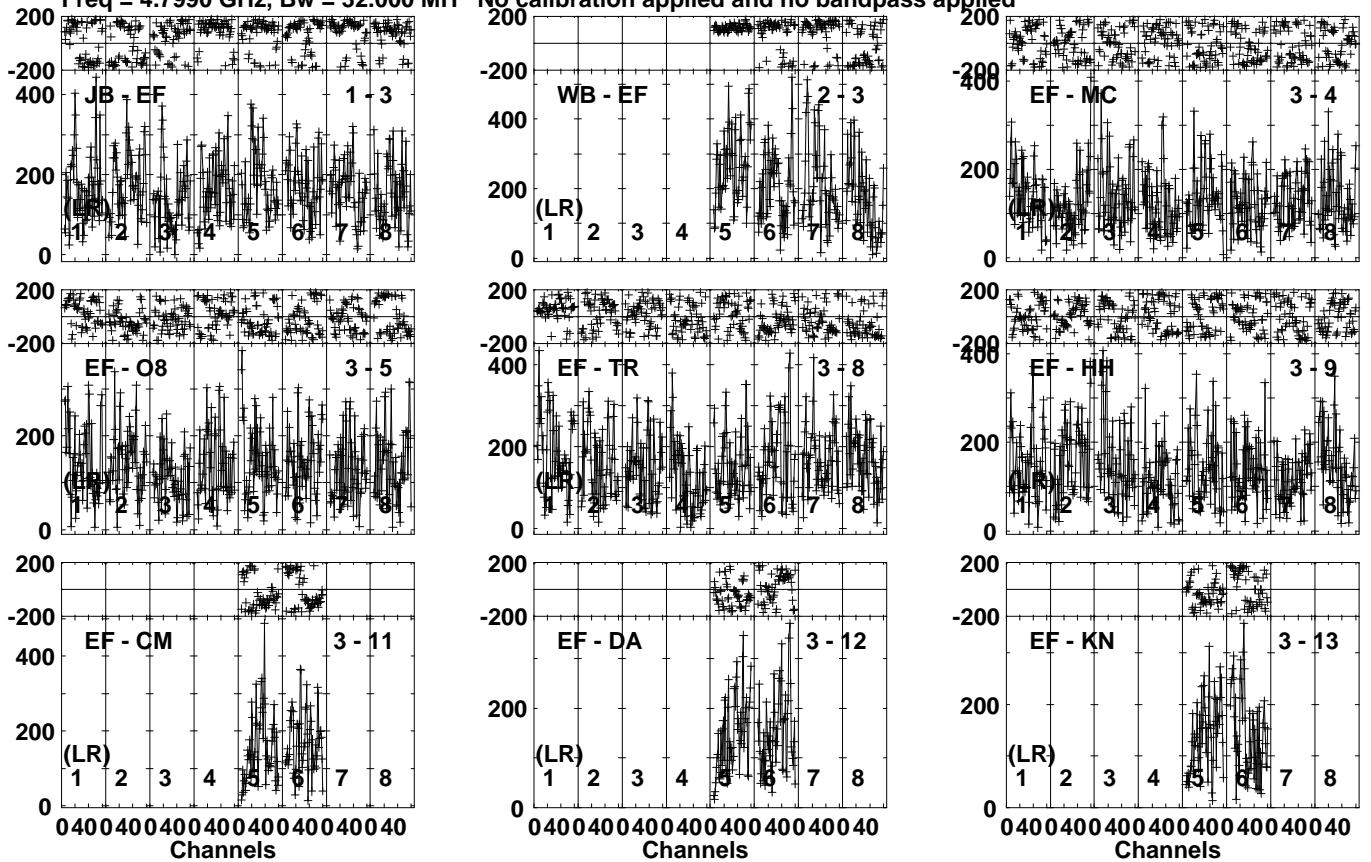 Freq = 4.7990 GHz, Bw = 32.000 MH No calibration applied and no bandpass applied
200 200 200
-200 -200 -200
JB - EF 1 - 3 WB - EF 2 - 3 EF - MC 3 - 4
400 400 400
200 200 200
(LR) (LR) (LR)
1 2 3 4 5 6 7 8 1 2 3 4 5 6 7 8 1 2 3 4 5 6 7 8
0 0 0
200 200 200
-200 -200 -200
EF - O8 3 - 5 EF - TR 3 - 8 EF - HH 3 - 9
400 400
200 200 200
(LR) (LR) (LR)
1 2 3 4 5 6 7 8 1 2 3 4 5 6 7 8 1 2 3 4 5 6 7 8
0 0 0
200 200 200
-200 -200 -200
EF - CM 3 - 11 EF - DA 3 - 12 EF - KN 3 - 13
400 400
200 200 200
(LR) (LR) (LR)
1 2 3 4 5 6 7 8 1 2 3 4 5 6 7 8 1 2 3 4 5 6 7 8
0 0 0
0 40 0 40 0 40 0 40 0 40 0 40 0 40 0 40 0 40 0 40 0 40 0 40 0 40 0 40 0 40 0 40 0 40 0 40 0 40 0 40 0 40 0 40 0 40 0 40
Channels Channels Channels